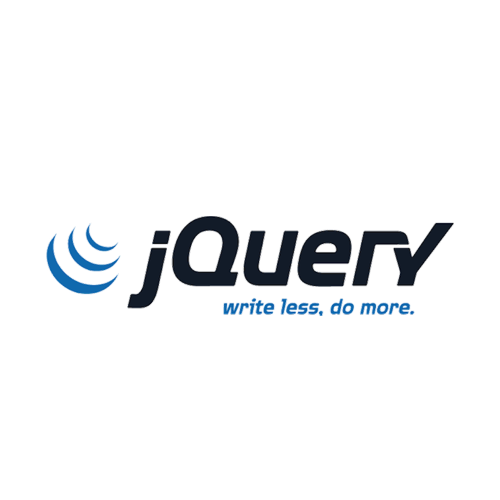 jQuery
write less, do more.